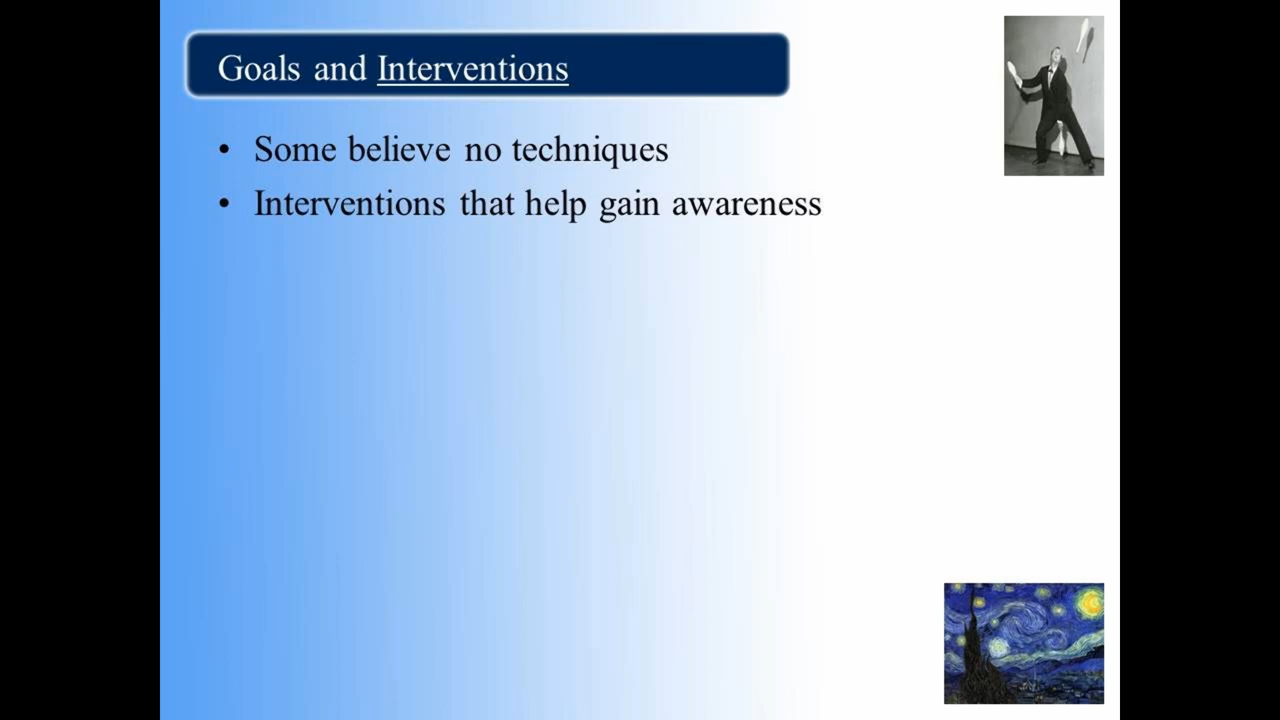 Goals and Interventions
• Some believe no techniques
• Interventions that help gain awareness